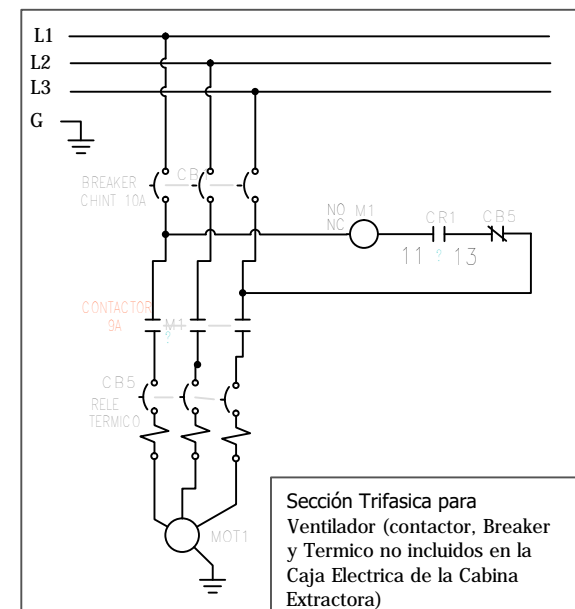 L1
L2
L3
G
BREAKER CB1
CHINT 10A
NO M1 CR1 CB5
NC
11 ? 13
CONTACTOR
9A M1
?
CB5
RELE
TERMICO
MOT1
Sección Trifasica para
Ventilador (contactor, Breaker
y Termico no incluidos en la
Caja Electrica de la Cabina
Extractora)